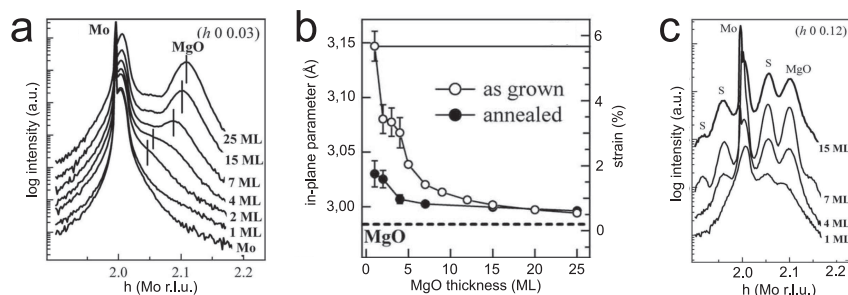 a
Mo
MgO
(h 0 0.03)
log intensity (a.u.)
25 ML
15 ML
7 ML
4 ML
2 ML
1 ML
Mo
2.0
2.1
2.2
h (Mo r.l.u.)
b
in-plane parameter (Å)
3,15
3,10
3,05
3,00
as grown
annealed
MgO
6
4
2
0
strain (%)
0
5
10
15
20
25
MgO thickness (ML)
c
Mo
(h 0 0.12)
S
S
S
MgO
log intensity (a.u.)
15 ML
7 ML
4 ML
1 ML
2.0
2.1
2.2
h (Mo r.l.u.)